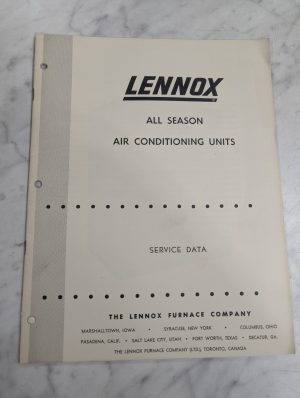 LENNOX
ALL SEASON
AIR CONDITIONING UNITS
SERVICE DATA
THE LENNOX FURNACE COMPANY
MARSHALLTOWN, IOWA • SYRACUSE, NEW YORK • COLUMBUS, OHIO
PASADENA, CALIF. • SALT LAKE CITY, UTAH • FORT WORTH, TEXAS • DECATUR, GA.
THE LENNOX FURNACE COMPANY (LTD.), TORONTO, CANADA